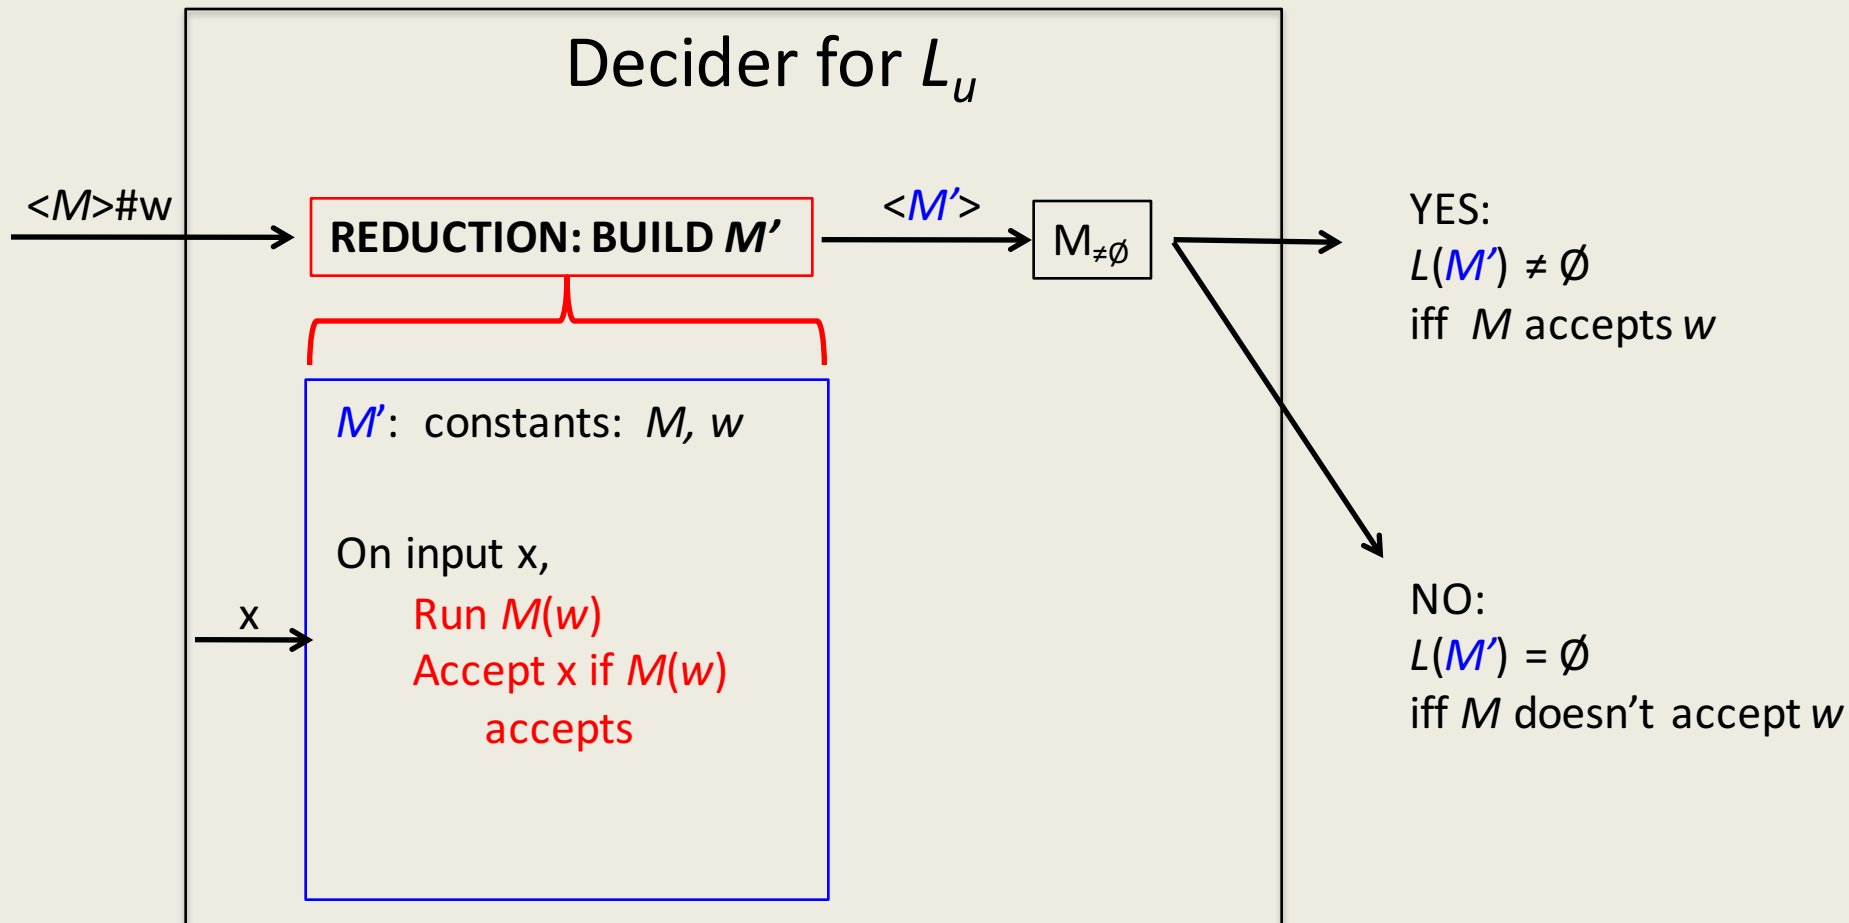 Decider for L_u
<M>#w
REDUCTION: BUILD M’
<M’>
M≠Ø
YES:
L(M’) ≠ Ø
iff M accepts w
M’: constants: M, w
On input x,
Run M(w)
Accept x if M(w)
accepts
x
NO:
L(M’) = Ø
iff M doesn’t accept w